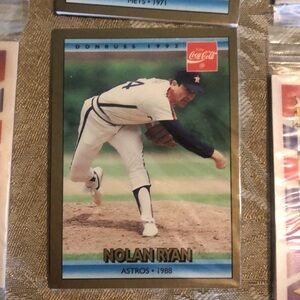 METS • 1971
DONRUSS 1992
Coca-Cola
NOLAN RYAN
ASTROS • 1988